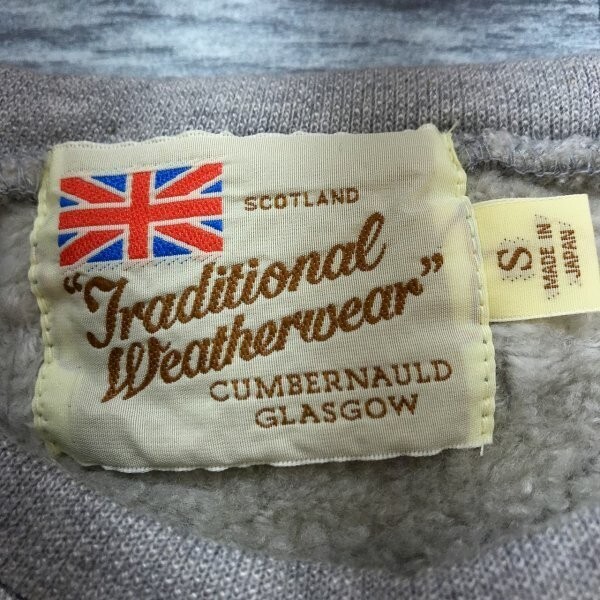 SCOTLAND
"Traditional
Weatherwear"
CUMBERNAULD
GLASGOW
S
MADE IN
JAPAN